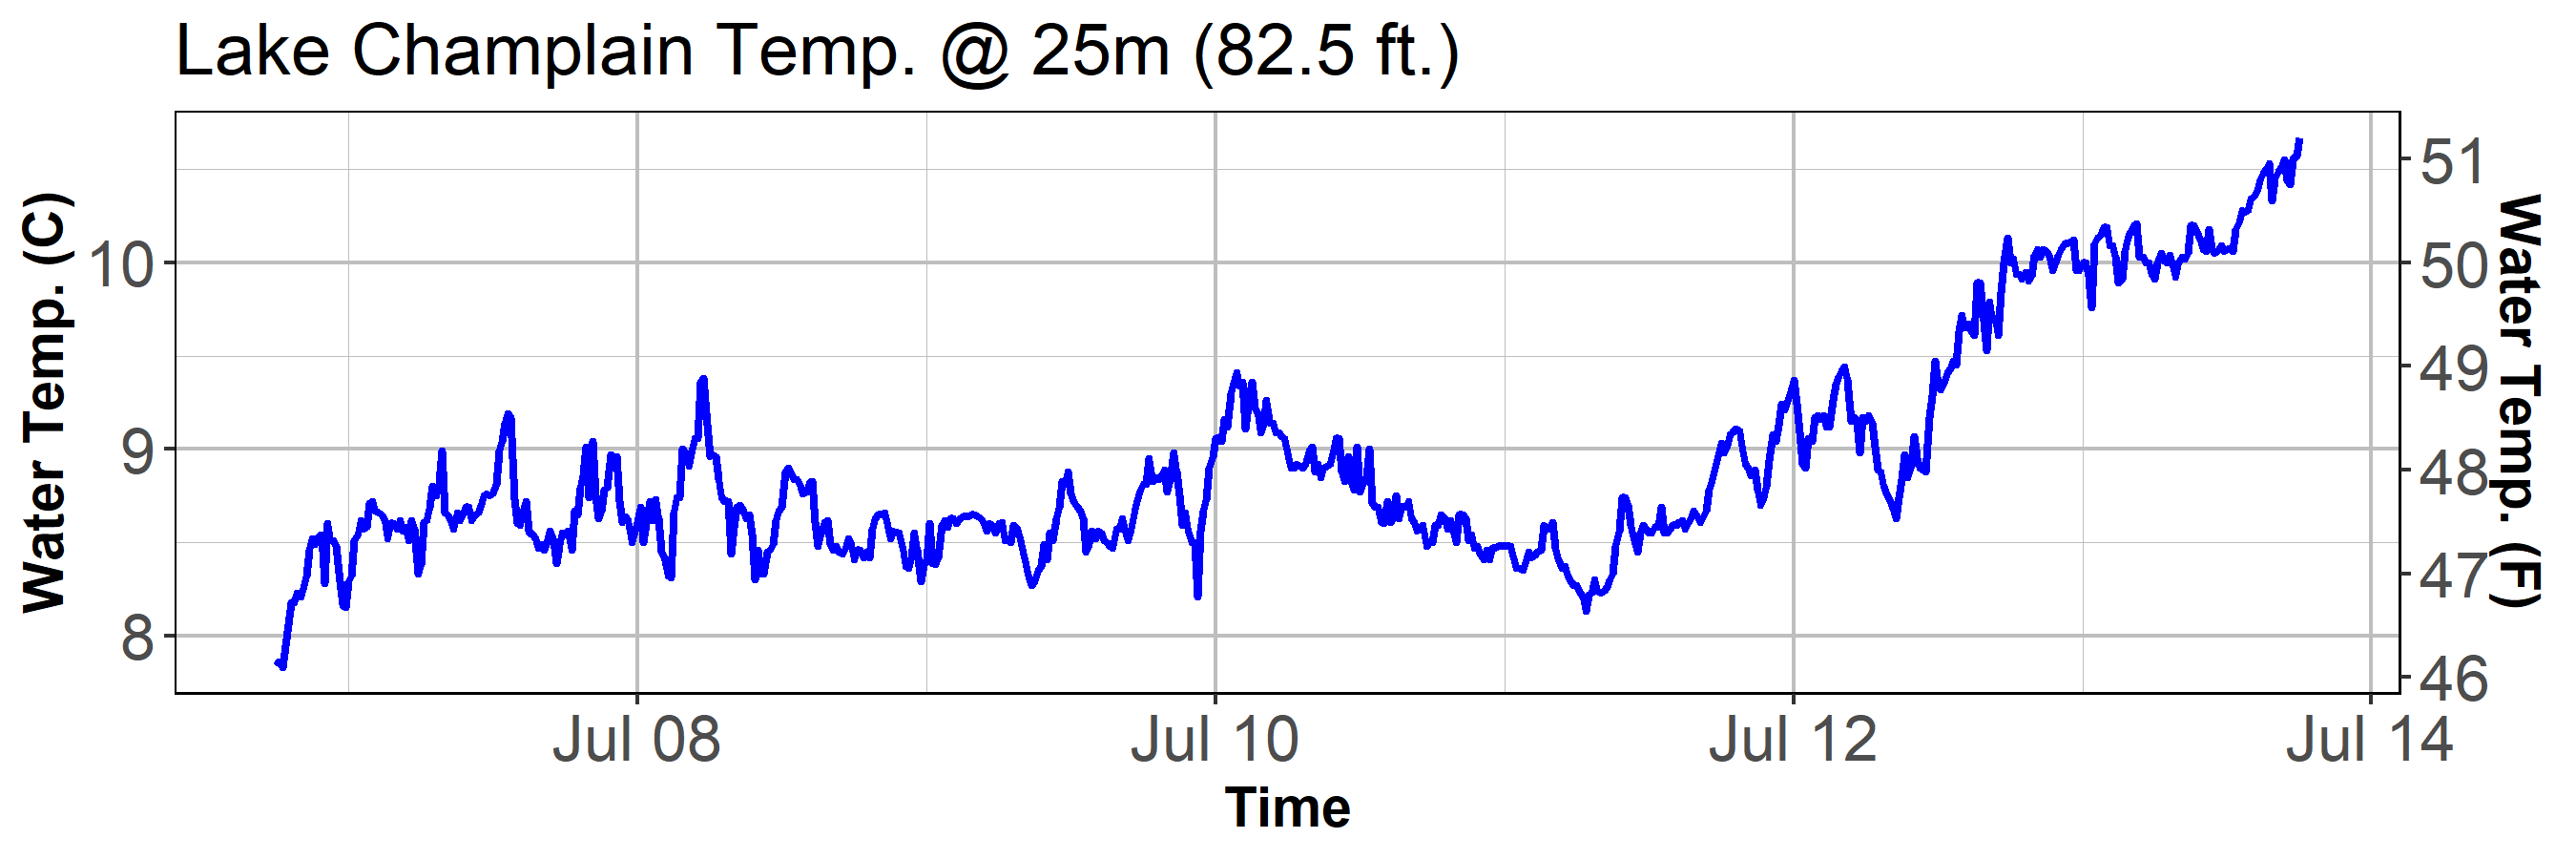 Lake Champlain Temp. @ 25m (82.5 ft.)
Water Temp. (C)
10
9
8
51
50
49
48
47
46
Water Temp. (F)
Jul 08 Jul 10 Jul 12 Jul 14
Time